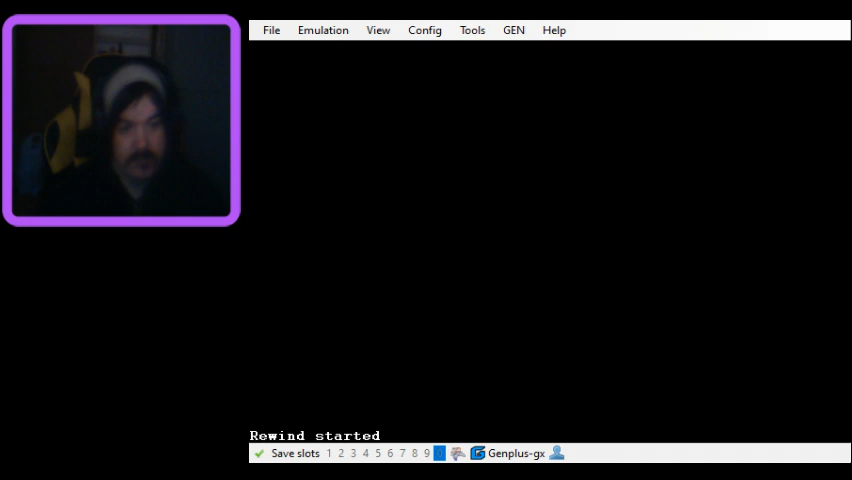 File Emulation View Config Tools GEN Help
Rewind started
Save slots 1 2 3 4 5 6 7 8 9 0 Genplus-gx